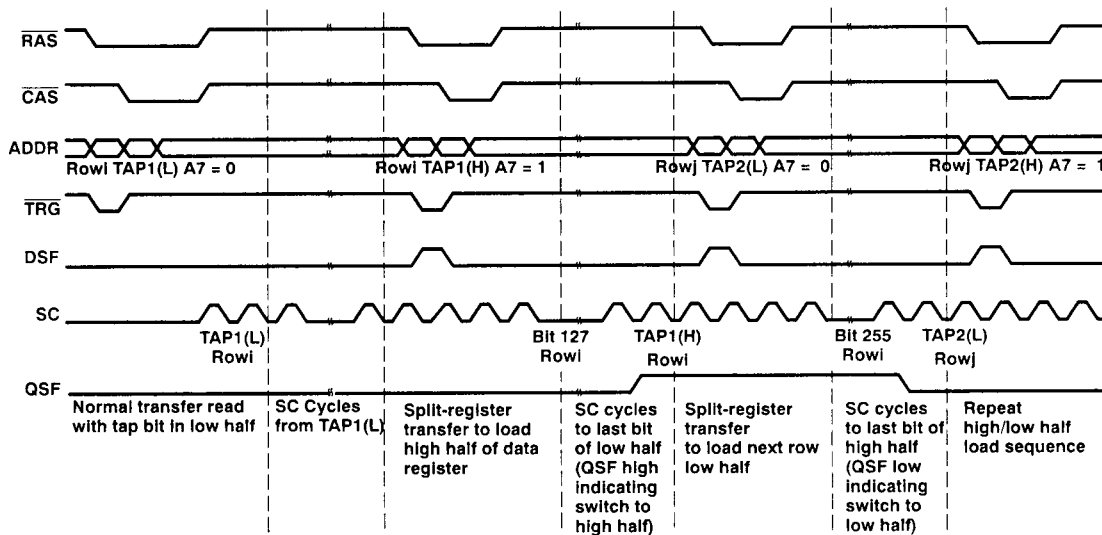 RAS
CAS
ADDR
Rowi TAP1(L) A7 = 0
Rowi TAP1(H) A7 = 1
Rowj TAP2(L) A7 = 0
Rowj TAP2(H) A7 = 1
TRG
DSF
SC
TAP1(L)
Rowi
Bit 127
Rowi
TAP1(H)
Rowi
Bit 255
Rowi
TAP2(L)
Rowj
QSF
Normal transfer read
with tap bit in low half
SC Cycles
from TAP1(L)
Split-register
transfer to load
high half of data
register
SC cycles
to last bit
of low half
(QSF high
indicating
switch to
high half)
Split-register
transfer
to load next row
low half
SC cycles
to last bit of
high half
(QSF low
indicating
switch to
low half)
Repeat
high/low half
load sequence